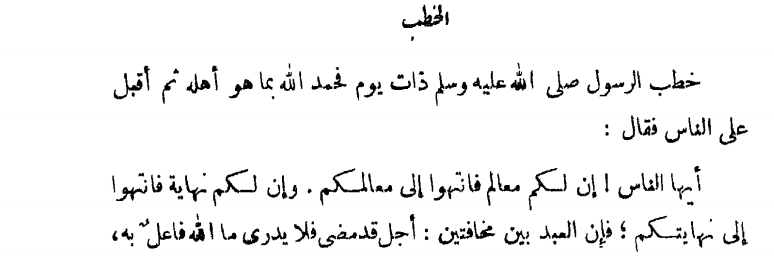 الخطب
خطب الرسول صلى الله عليه وسلم ذات يوم فحمد الله بما هو أهله ثم أقبل
على الناس فقال :
أيها الناس ! إن لكم معالم فانتهوا إلى معالمكم . وإن لكم نهاية فانتهوا
إلى نهايتكم ؛ فإن العبد بين مخافتين : أجل قد مضى فلا يدرى ما الله فاعلٌ به،